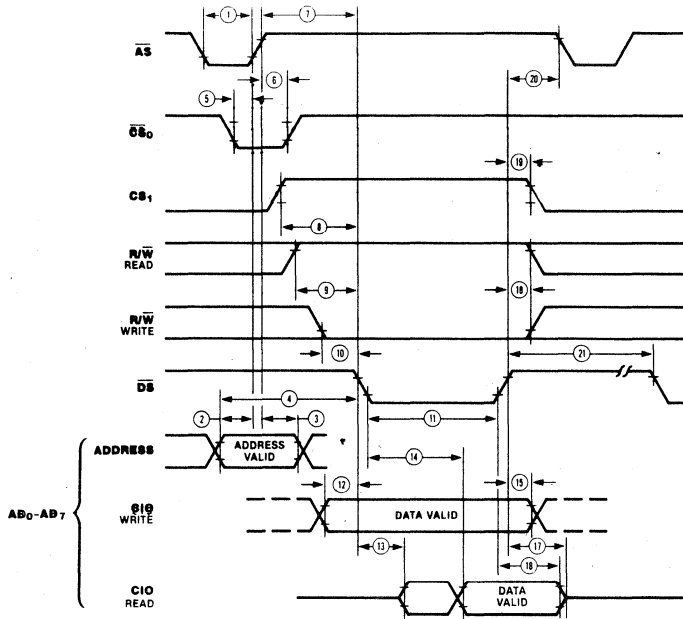 1
7
AS
20
6
5
CS0
19
CS1
8
R/W
READ
9
18
R/W
WRITE
10
21
DS
4
11
2
3
ADDRESS
ADDRESS
VALID
14
AD0-AD7
12
15
CIO
WRITE
DATA VALID
13
17
18
CIO
READ
DATA
VALID